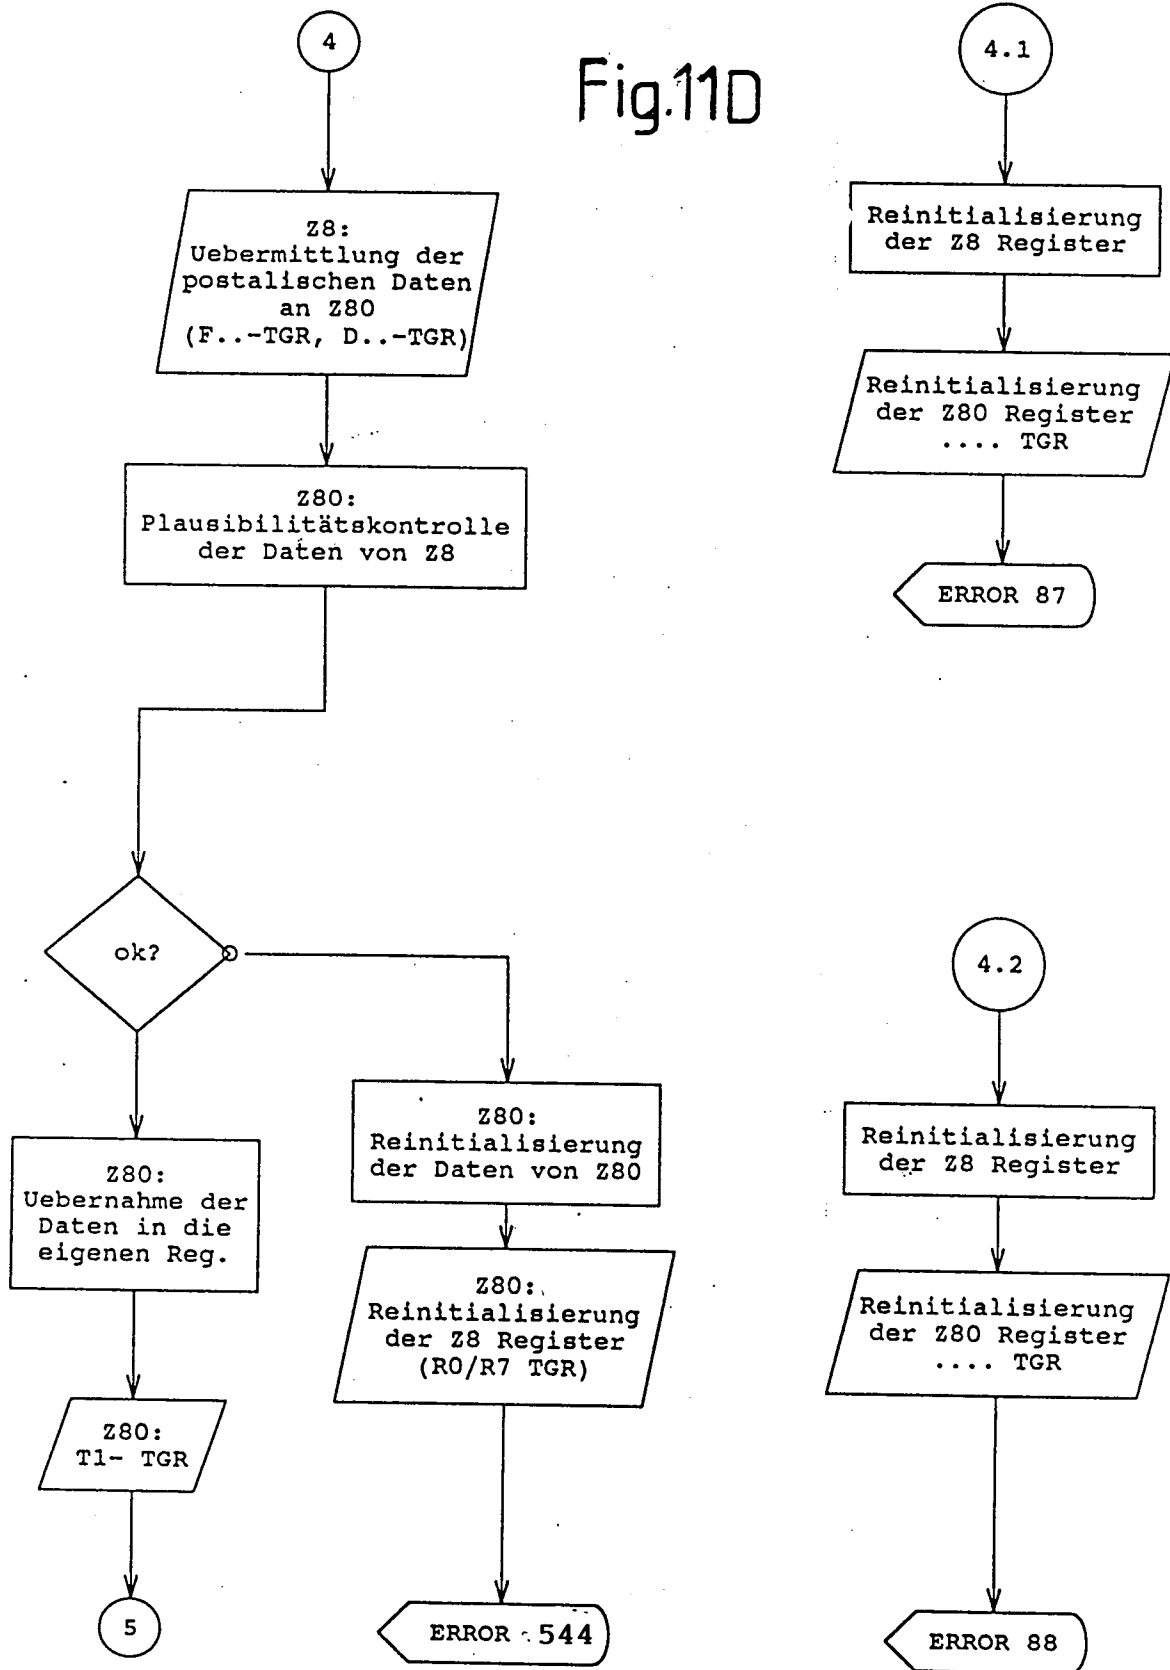 Fig.11D
4
Z8:
Uebermittlung der
postalischen Daten
an Z80
(F..-TGR, D..-TGR)
Z80:
Plausibilitätskontrolle
der Daten von Z8
ok?
Z80:
Uebernahme der
Daten in die
eigenen Reg.
Z80:
T1- TGR
5
Z80:
Reinitialisierung
der Daten von Z80
Z80:
Reinitialisierung
der Z8 Register
(R0/R7 TGR)
ERROR 544
4.1
Reinitialisierung
der Z8 Register
Reinitialisierung
der Z80 Register
.... TGR
ERROR 87
4.2
Reinitialisierung
der Z8 Register
Reinitialisierung
der Z80 Register
.... TGR
ERROR 88